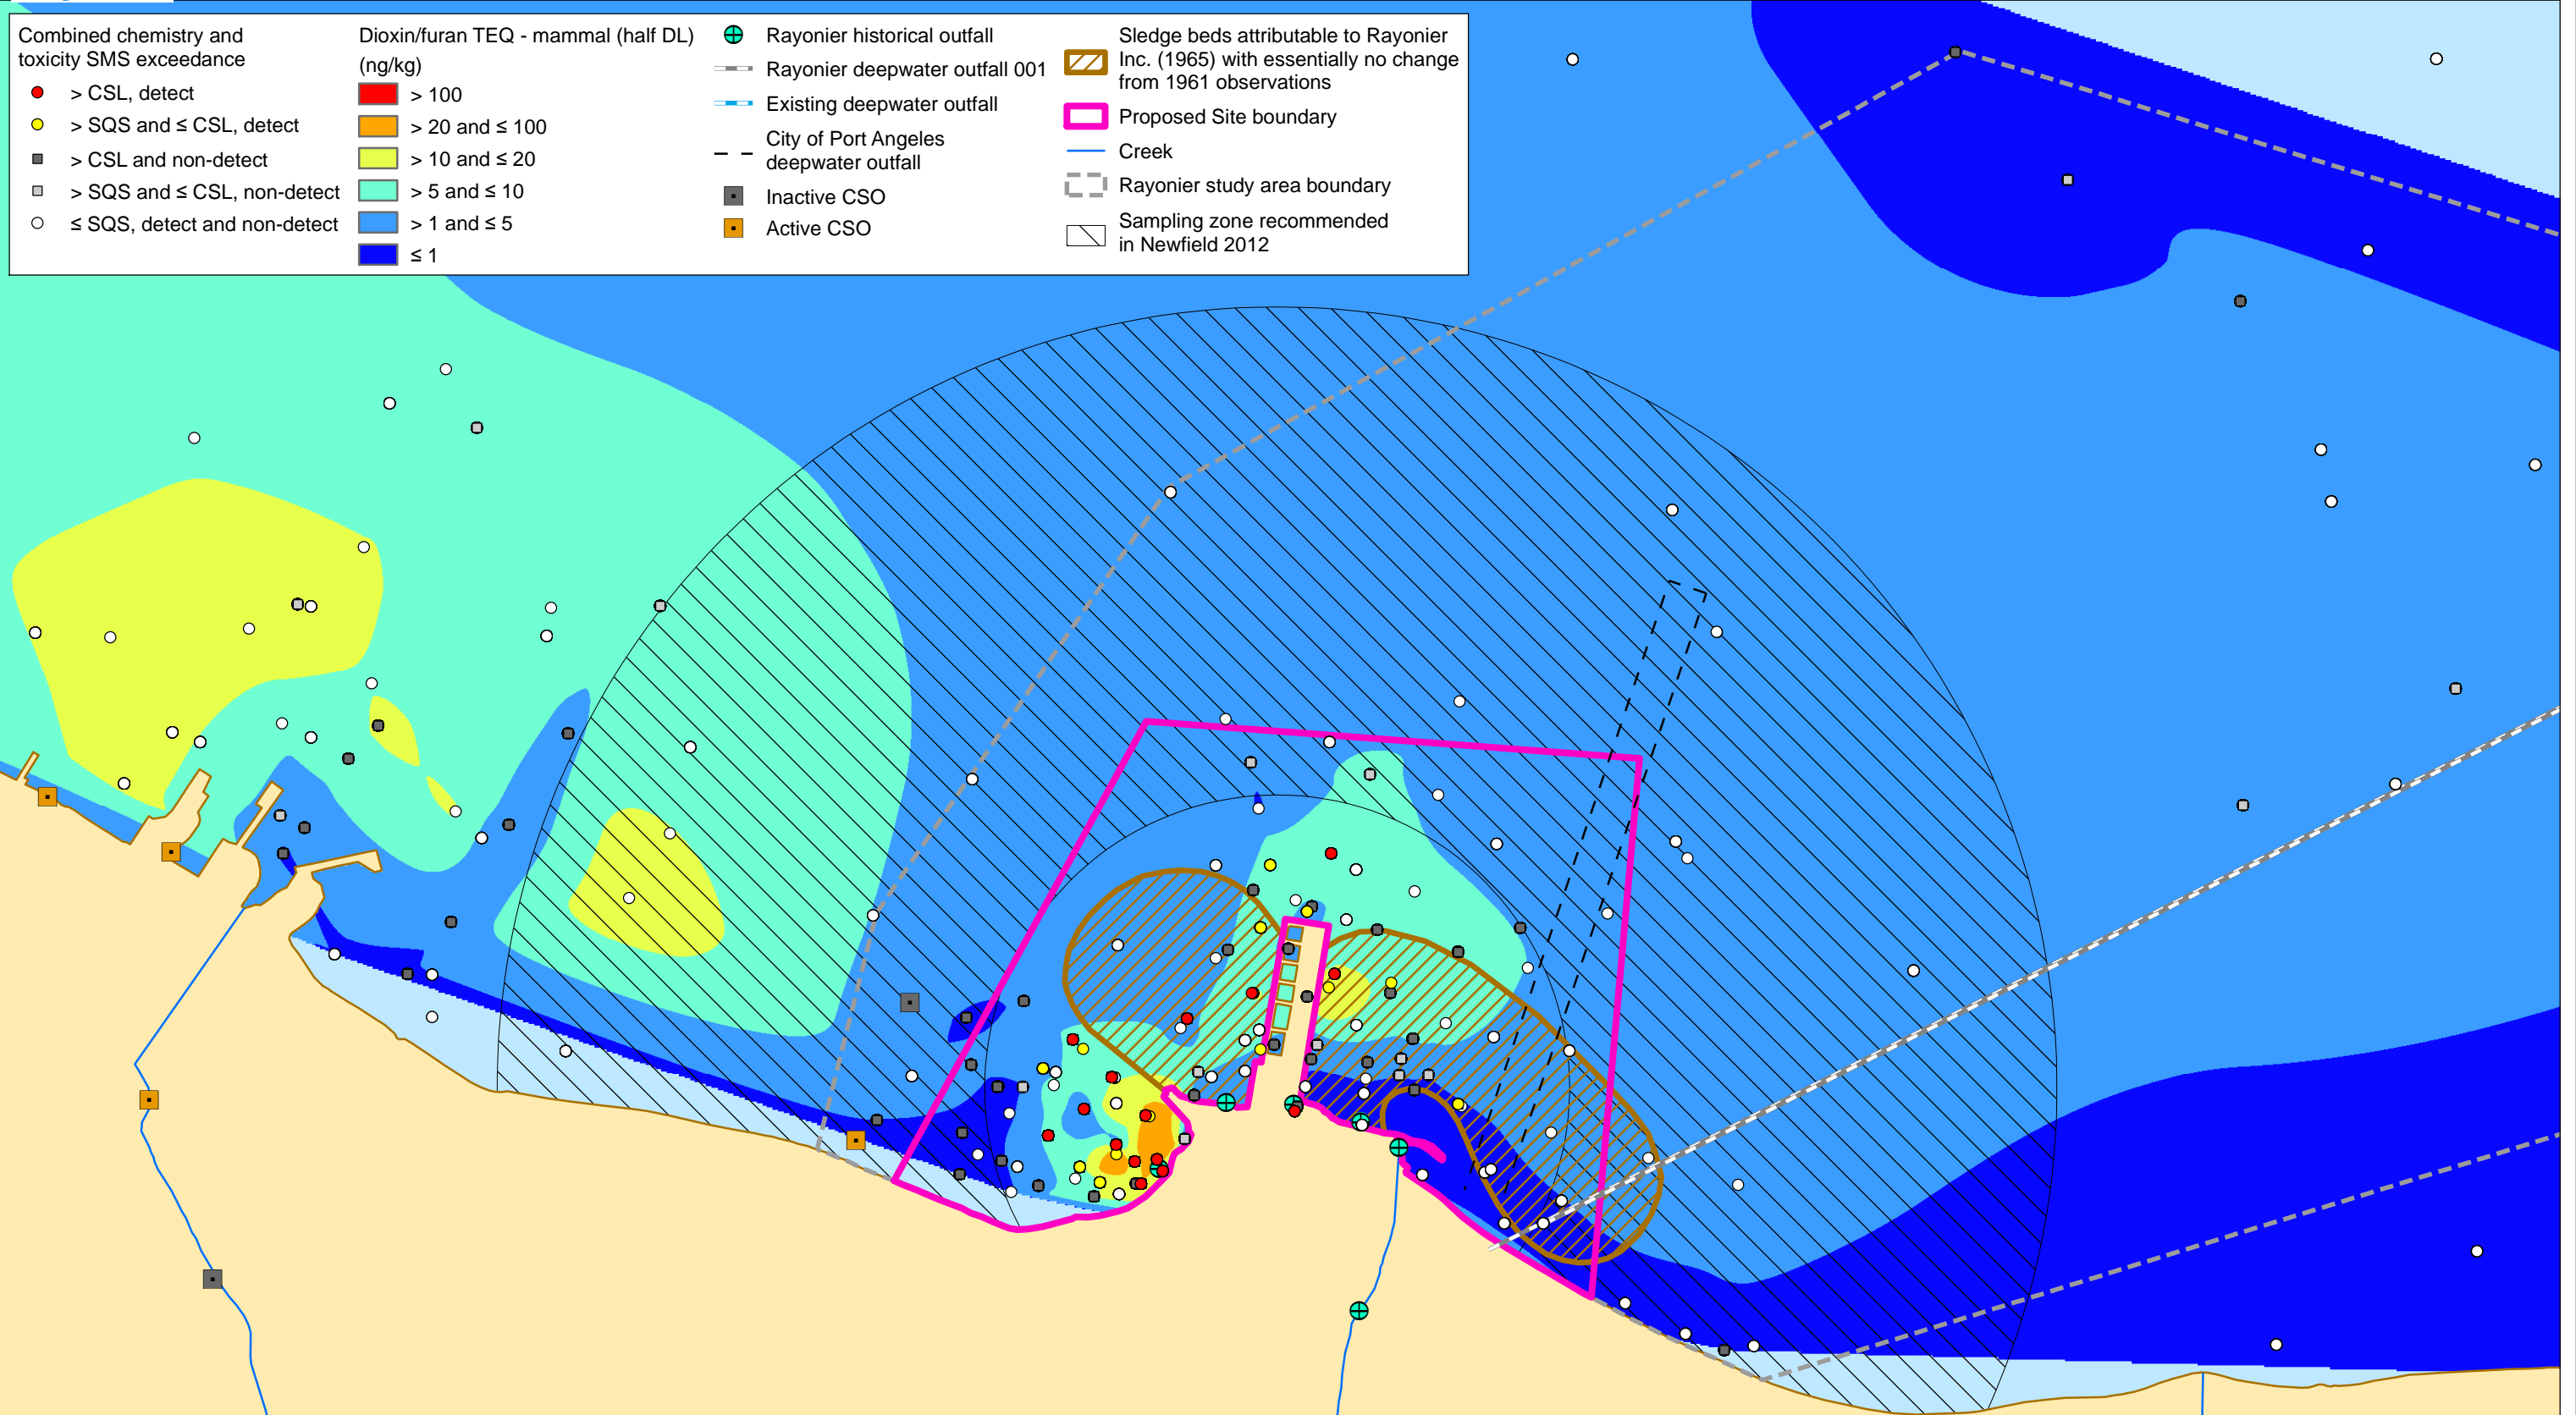 Combined chemistry and
toxicity SMS exceedance
> CSL, detect
> SQS and ≤ CSL, detect
> CSL and non-detect
> SQS and ≤ CSL, non-detect
≤ SQS, detect and non-detect
Dioxin/furan TEQ - mammal (half DL)
(ng/kg)
> 100
> 20 and ≤ 100
> 10 and ≤ 20
> 5 and ≤ 10
> 1 and ≤ 5
≤ 1
Rayonier historical outfall
Rayonier deepwater outfall 001
Existing deepwater outfall
City of Port Angeles
deepwater outfall
Inactive CSO
Active CSO
Sledge beds attributable to Rayonier
Inc. (1965) with essentially no change
from 1961 observations
Proposed Site boundary
Creek
Rayonier study area boundary
Sampling zone recommended
in Newfield 2012